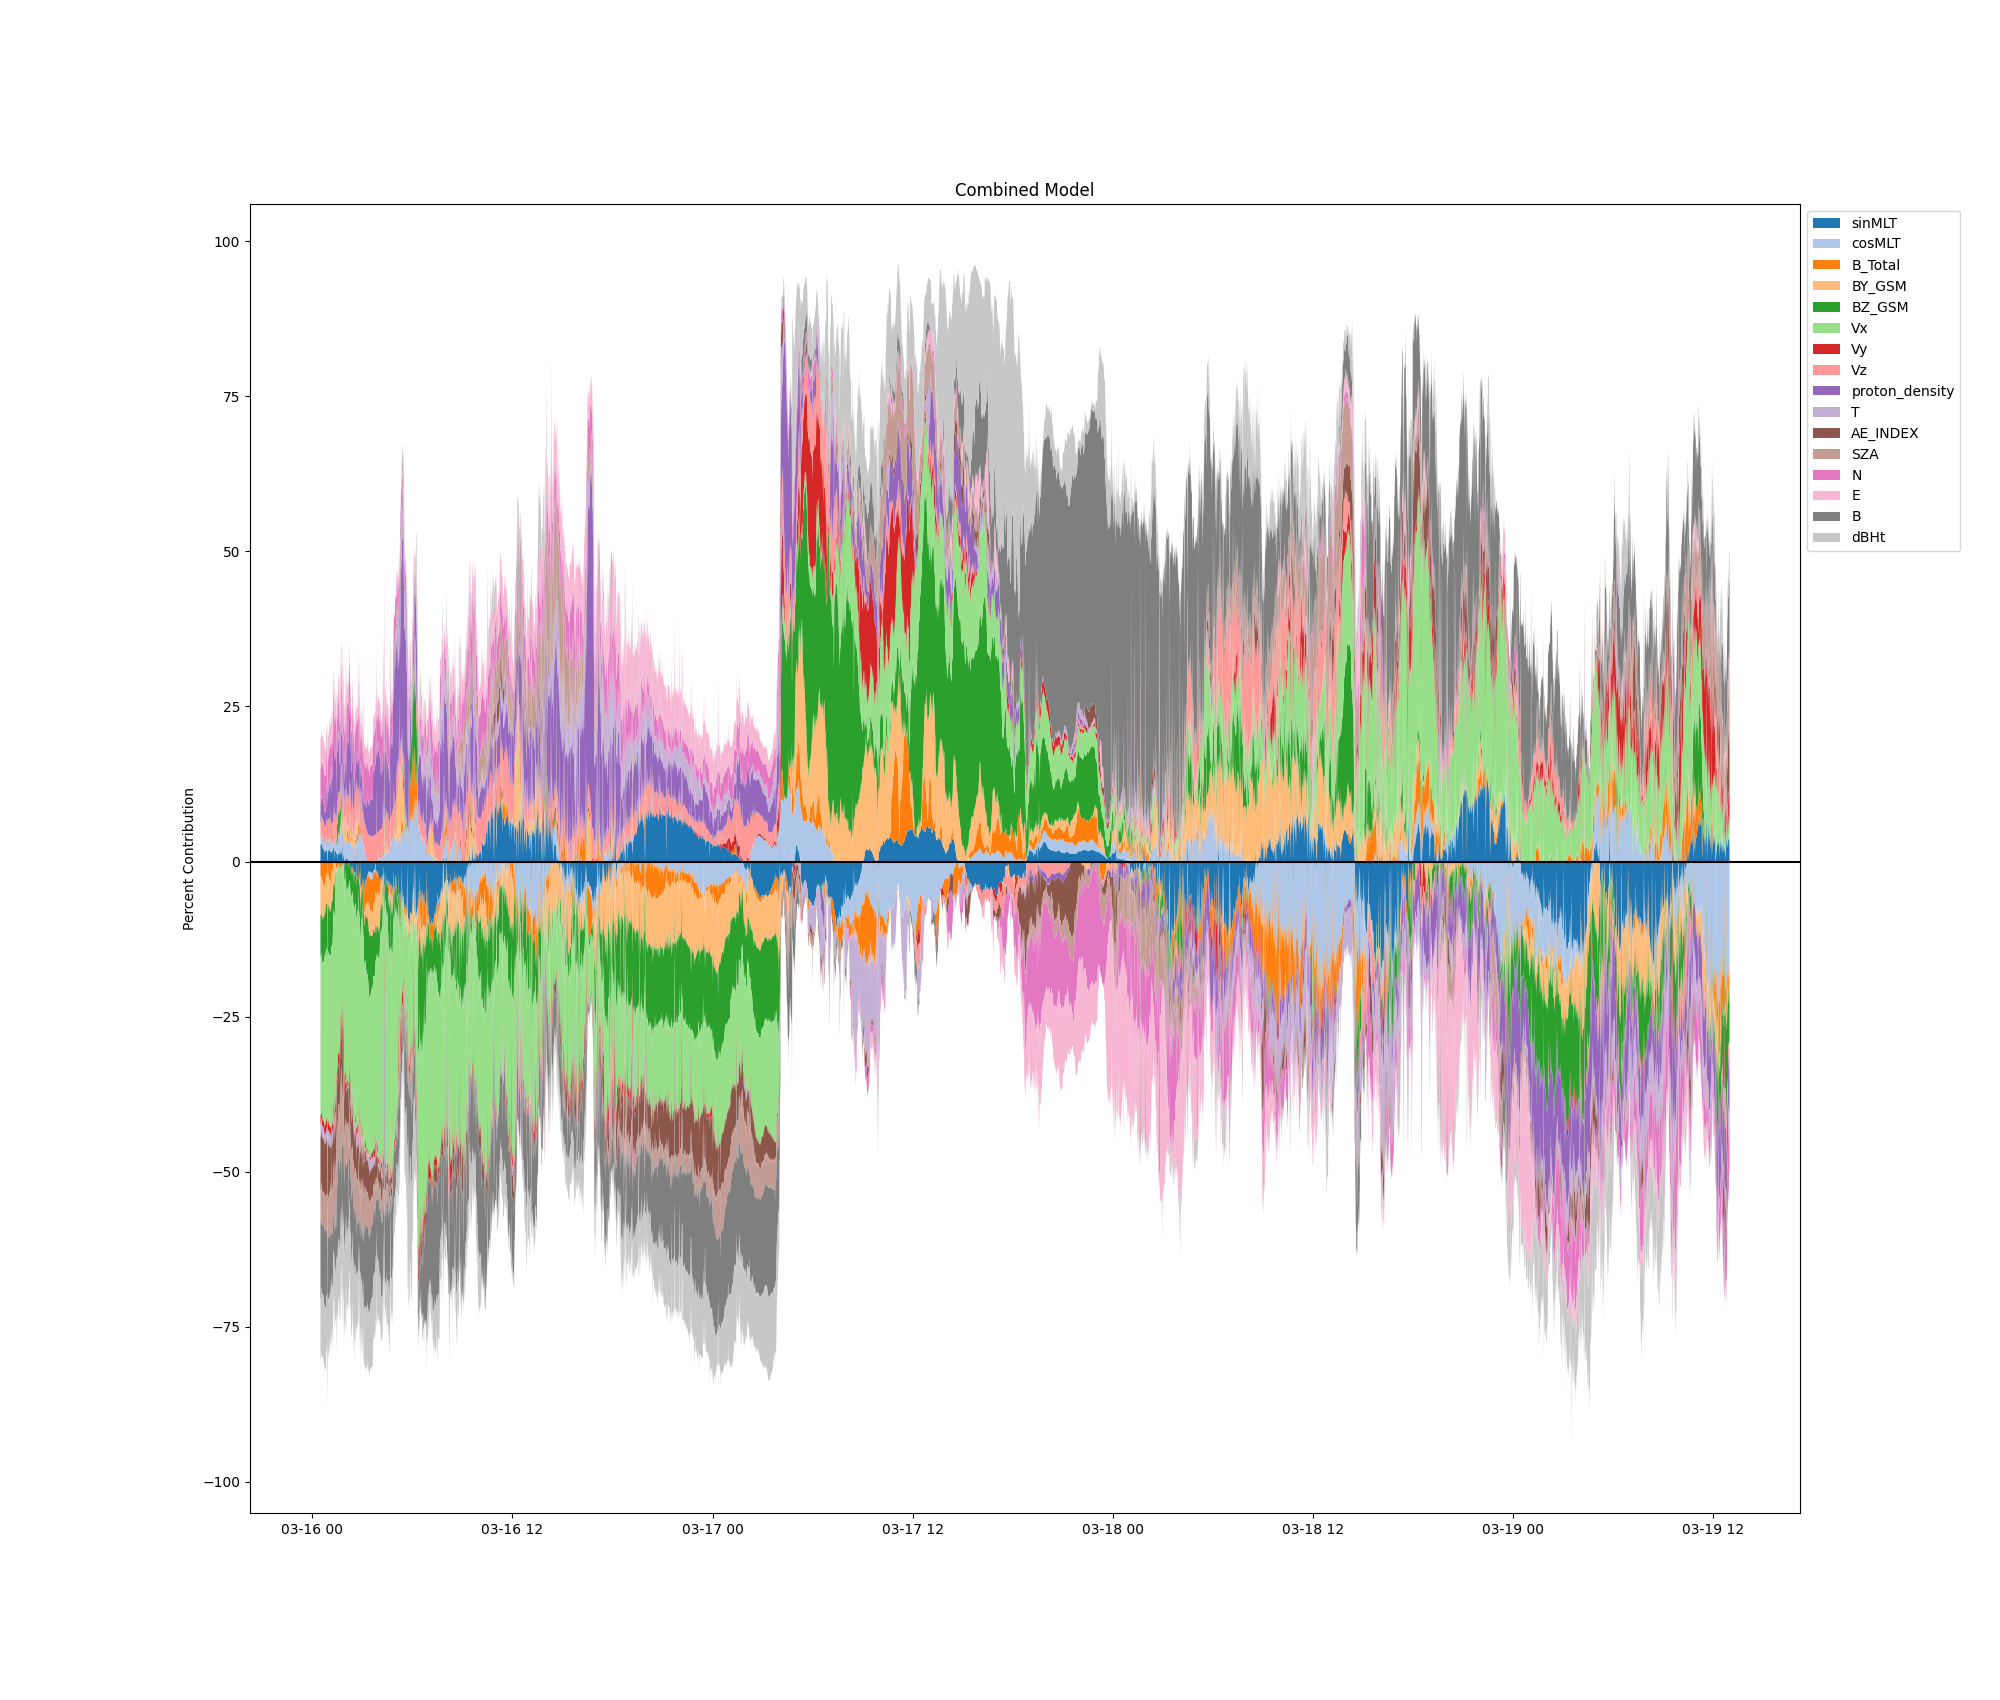 Combined Model
100
75
50
25
0
−25
−50
−75
−100
Percent Contribution
03-16 00
03-16 12
03-17 00
03-17 12
03-18 00
03-18 12
03-19 00
03-19 12
sinMLT
cosMLT
B_Total
BY_GSM
BZ_GSM
Vx
Vy
Vz
proton_density
T
AE_INDEX
SZA
N
E
B
dBHt